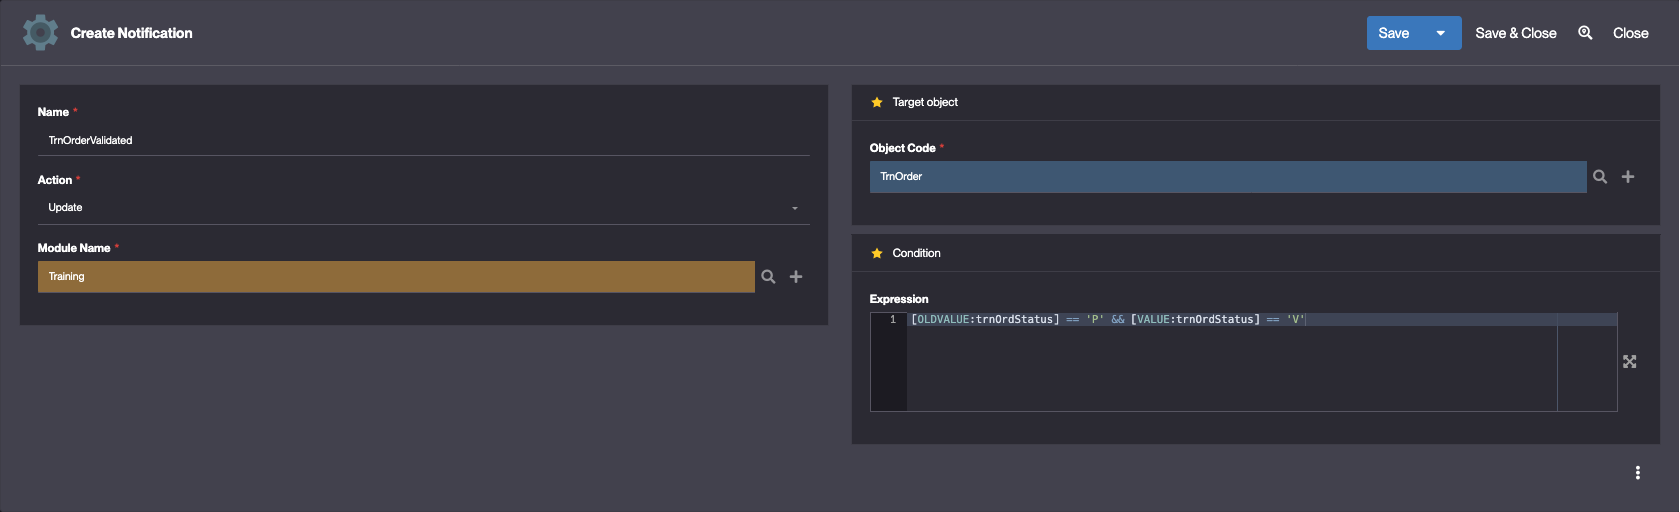 Create Notification
Save
Save & Close
Close
Name *
TrnOrderValidated
Action *
Update
Module Name *
Training
Target object
Object Code *
TrnOrder
Condition
Expression
1 [OLDVALUE:trnOrdStatus] == 'P' && [VALUE:trnOrdStatus] == 'V'